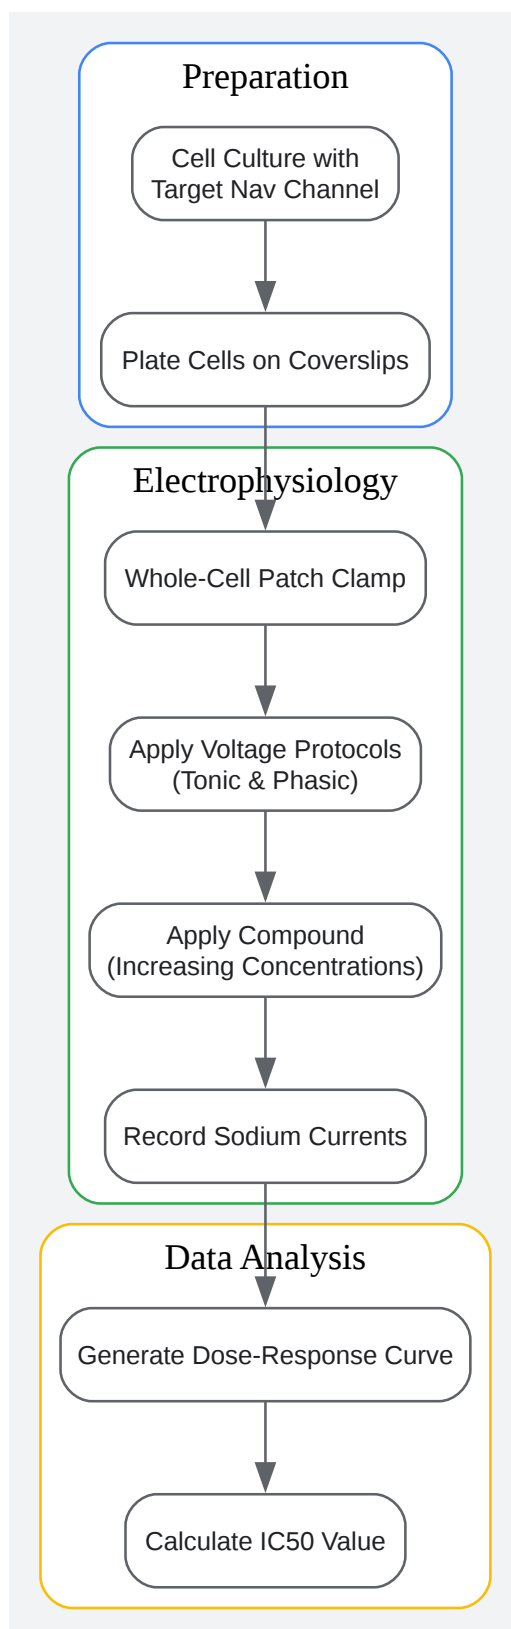 Preparation
Cell Culture with
Target Nav Channel
Plate Cells on Coverslips
Electrophysiology
Whole-Cell Patch Clamp
Apply Voltage Protocols
(Tonic & Phasic)
Apply Compound
(Increasing Concentrations)
Record Sodium Currents
Data Analysis
Generate Dose-Response Curve
Calculate IC50 Value